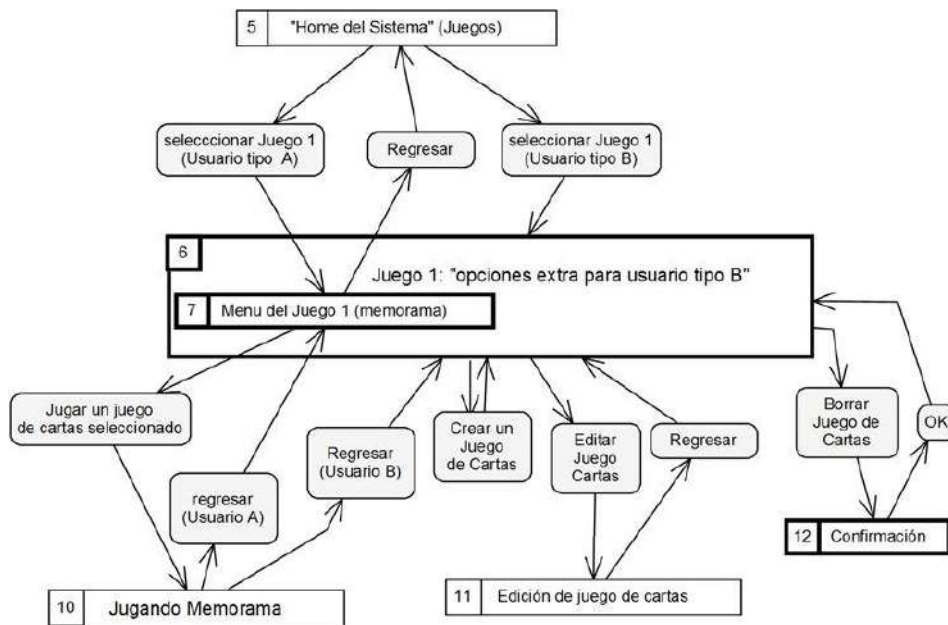 5 "Home del Sistema" (Juegos)
selecccionar Juego 1
(Usuario tipo A)
Regresar
seleccionar Juego 1
(Usuario tipo B)
6
Juego 1: "opciones extra para usuario tipo B"
7 Menu del Juego 1 (memorama)
Jugar un juego
de cartas seleccionado
regresar
(Usuario A)
Regresar
(Usuario B)
Crear un
Juego
de Cartas
Editar
Juego
Cartas
Regresar
Borrar
Juego de
Cartas
OK
12 Confirmación
10 Jugando Memorama
11 Edición de juego de cartas